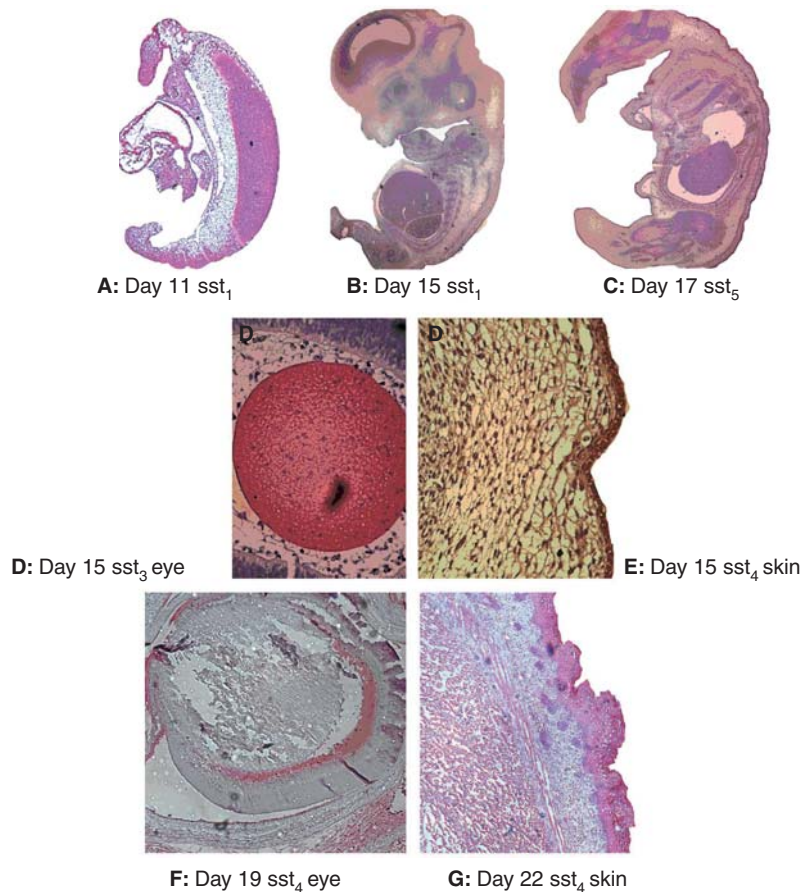 A: Day 11 sst₁
B: Day 15 sst₁
C: Day 17 sst₅
D
D
D: Day 15 sst₃ eye
E: Day 15 sst₄ skin
F: Day 19 sst₄ eye
G: Day 22 sst₄ skin